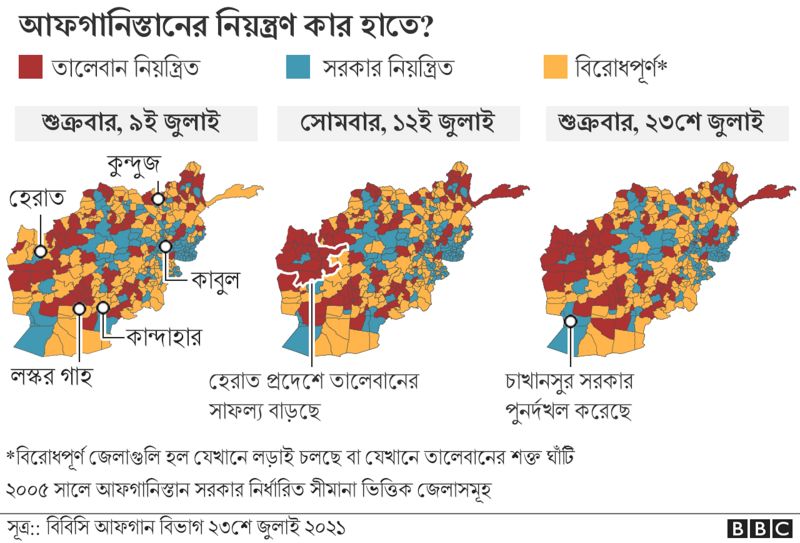 আফগানিস্তানের নিয়ন্ত্রণ কার হাতে?
তালেবান নিয়ন্ত্রিত
সরকার নিয়ন্ত্রিত
বিরোধপূর্ণ*
শুক্রবার, ৯ই জুলাই
সোমবার, ১২ই জুলাই
শুক্রবার, ২৩শে জুলাই
কুন্দুজ
হেরাত
কাবুল
কান্দাহার
লস্কর গাহ
হেরাত প্রদেশে তালেবানের
সাফল্য বাড়ছে
চাখানসুর সরকার
পুনর্দখল করেছে
*বিরোধপূর্ণ জেলাগুলি হল যেখানে লড়াই চলছে বা যেখানে তালেবানের শক্ত ঘাঁটি
২০০৫ সালে আফগানিস্তান সরকার নির্ধারিত সীমানা ভিত্তিক জেলাসমূহ
সূত্র:: বিবিসি আফগান বিভাগ ২৩শে জুলাই ২০২১
BBC